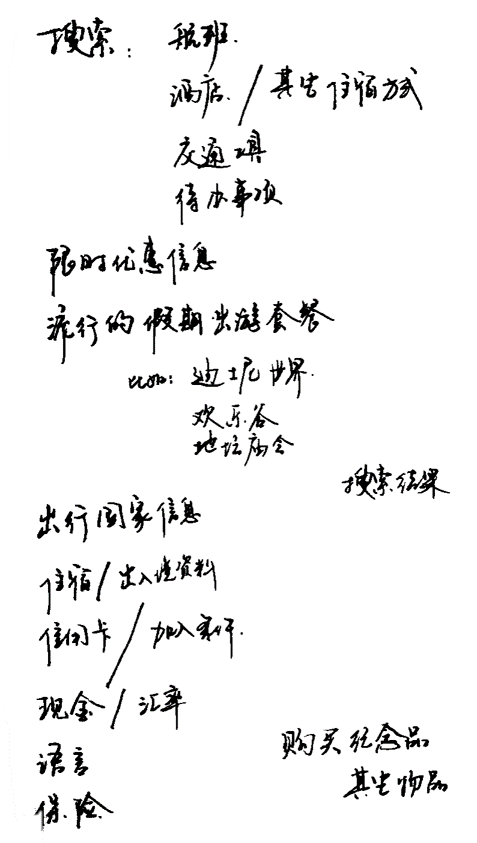 搜索: 航班.
酒店. / 其它住宿方式
交通工具
待办事项
限时优惠信息
流行的假期出游套餐
比如: 迪士尼世界.
欢乐谷
地坛庙会
搜索结果
出行国家信息
住宿/出入境资料
信用卡/加入
现金/汇率
语言
购买纪念品
其它物品
保险.